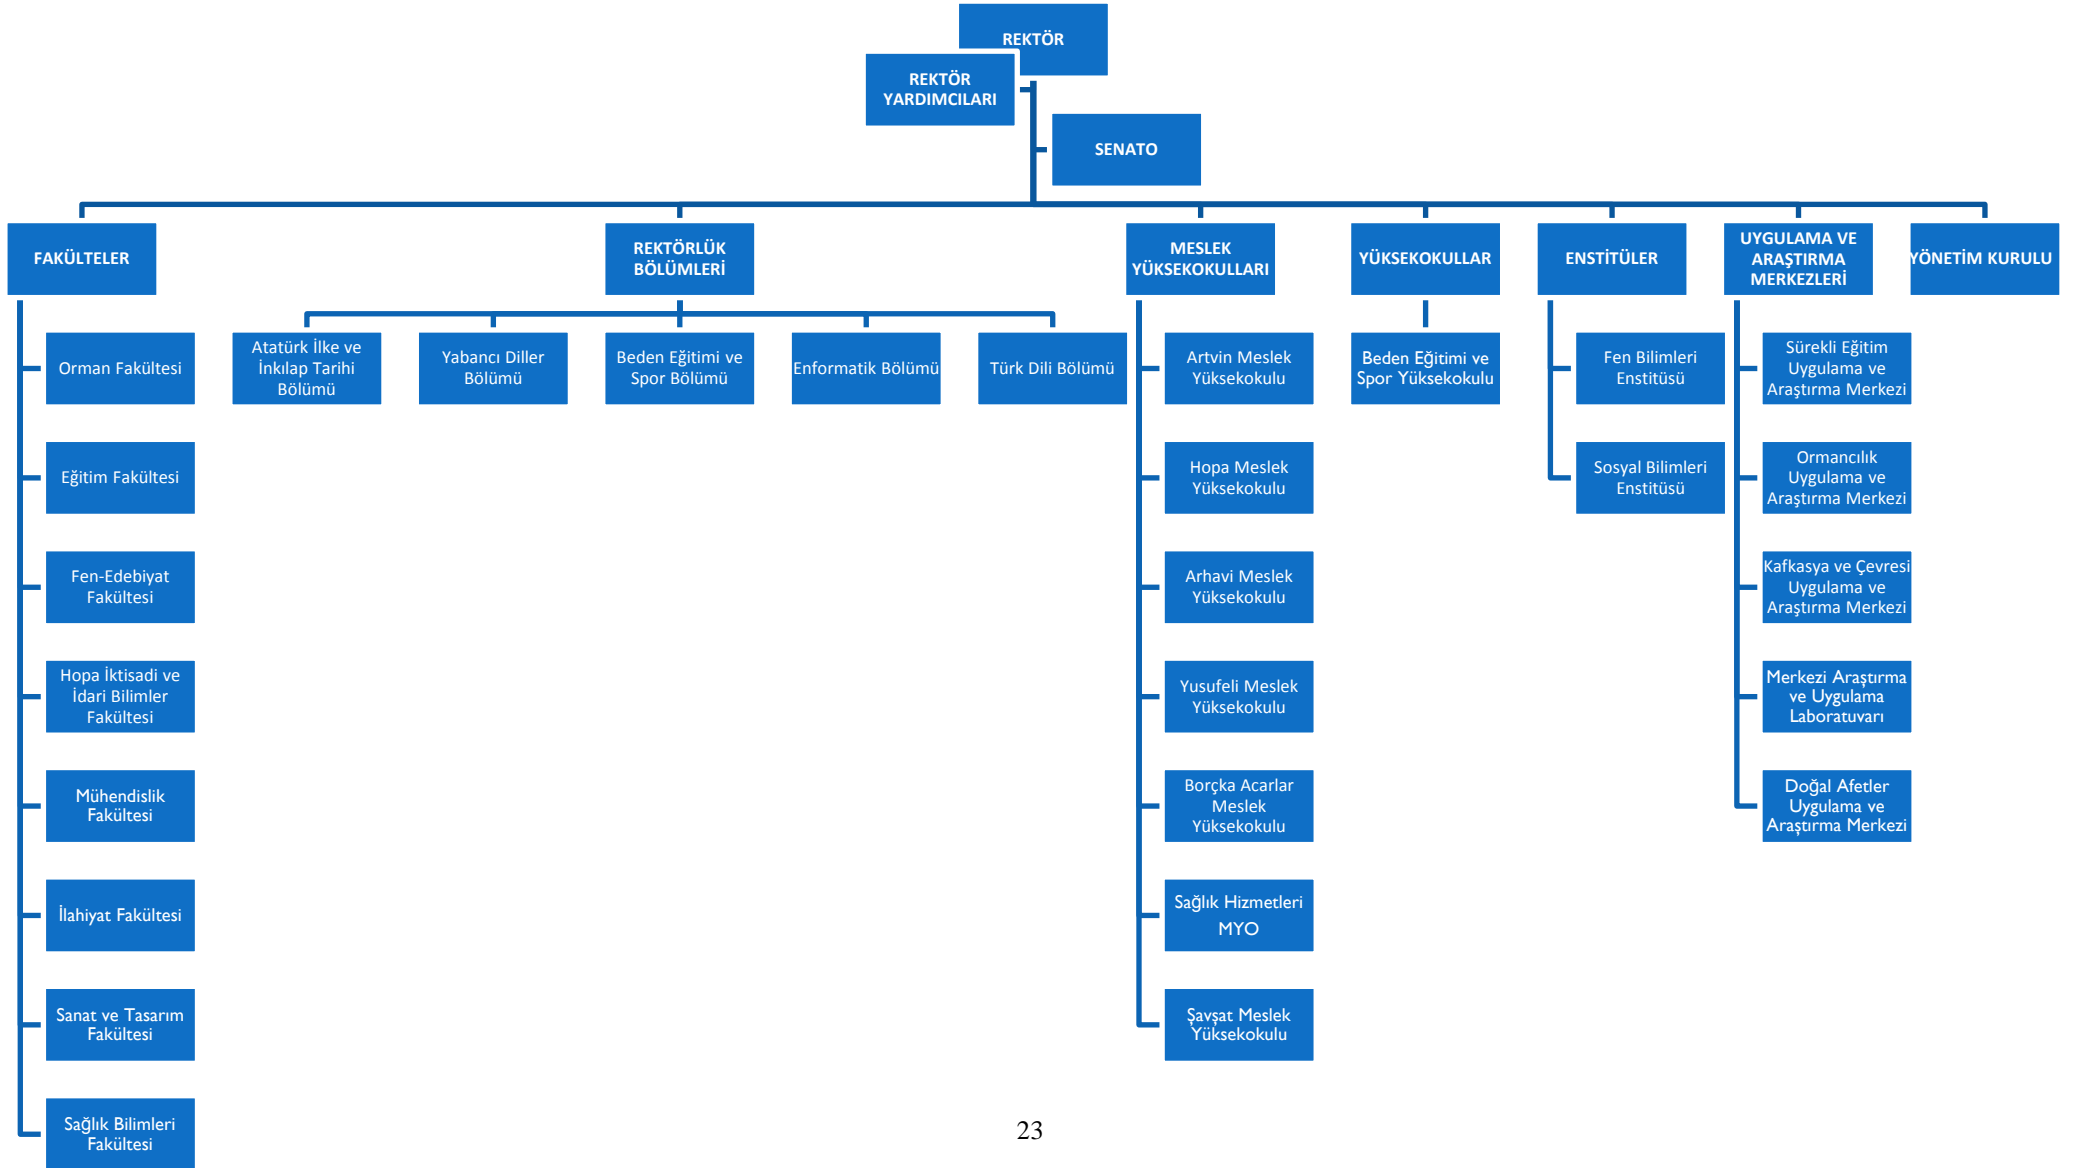 REKTÖR
REKTÖR
YARDIMCILARI
SENATO
FAKÜLTELER
REKTÖRLÜK
BÖLÜMLERİ
MESLEK
YÜKSEKOKULLARI
YÜKSEKOKULLAR
ENSTİTÜLER
UYGULAMA VE
ARAŞTIRMA
MERKEZLERİ
YÖNETİM KURULU
Orman Fakültesi
Eğitim Fakültesi
Fen-Edebiyat
Fakültesi
Hopa İktisadi ve
İdari Bilimler
Fakültesi
Mühendislik
Fakültesi
İlahiyat Fakültesi
Sanat ve Tasarım
Fakültesi
Sağlık Bilimleri
Fakültesi
Atatürk İlke ve
İnkılap Tarihi
Bölümü
Yabancı Diller
Bölümü
Beden Eğitimi ve
Spor Bölümü
Enformatik Bölümü
Türk Dili Bölümü
Artvin Meslek
Yüksekokulu
Hopa Meslek
Yüksekokulu
Arhavi Meslek
Yüksekokulu
Yusufeli Meslek
Yüksekokulu
Borçka Acarlar
Meslek
Yüksekokulu
Sağlık Hizmetleri
MYO
Şavşat Meslek
Yüksekokulu
Beden Eğitimi ve
Spor Yüksekokulu
Fen Bilimleri
Enstitüsü
Sosyal Bilimleri
Enstitüsü
Sürekli Eğitim
Uygulama ve
Araştırma Merkezi
Ormancılık
Uygulama ve
Araştırma Merkezi
Kafkasya ve Çevresi
Uygulama ve
Araştırma Merkezi
Merkezi Araştırma
ve Uygulama
Laboratuvarı
Doğal Afetler
Uygulama ve
Araştırma Merkezi
23